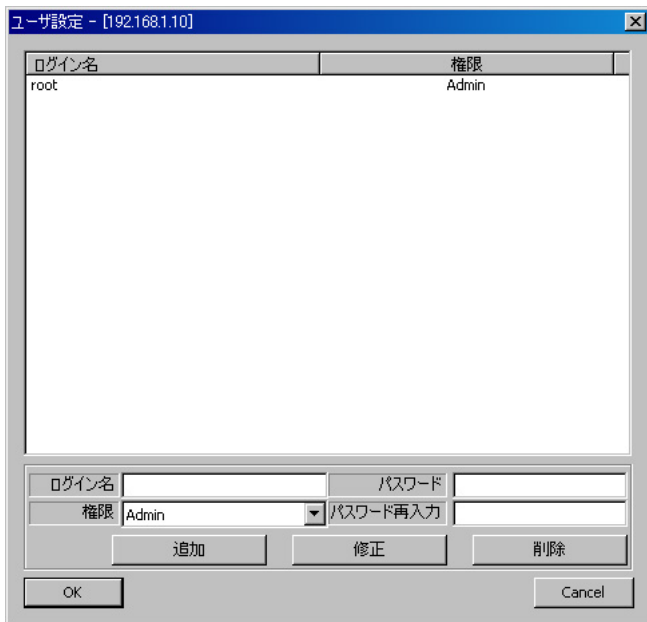 ユーザ設定 - [192.168.1.10]
ログイン名 権限
root Admin
ログイン名 パスワード
権限 Admin パスワード再入力
追加 修正 削除
OK Cancel